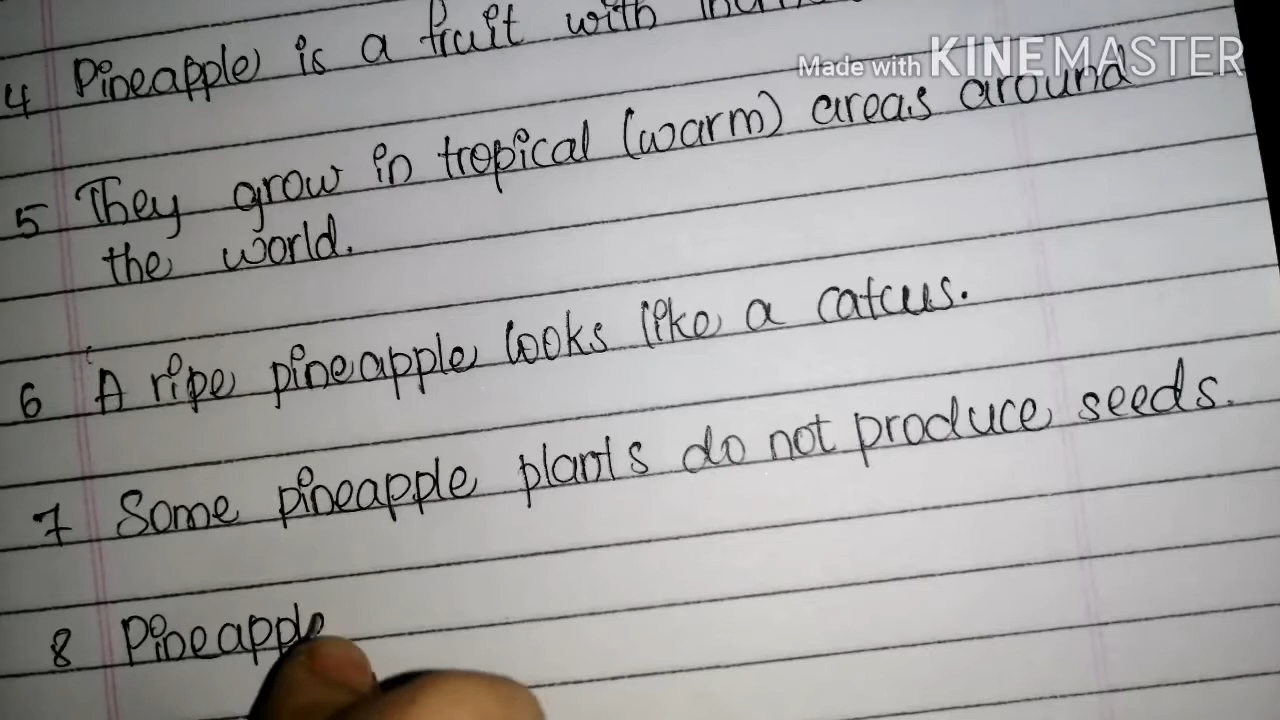 4 Pineapple is a fruit with
Made with KINEMASTER
5 They grow in tropical (warm) areas around
the world.
6 A ripe pineapple looks like a catcus.
7 Some pineapple plants do not produce seeds.
8 Pineapple